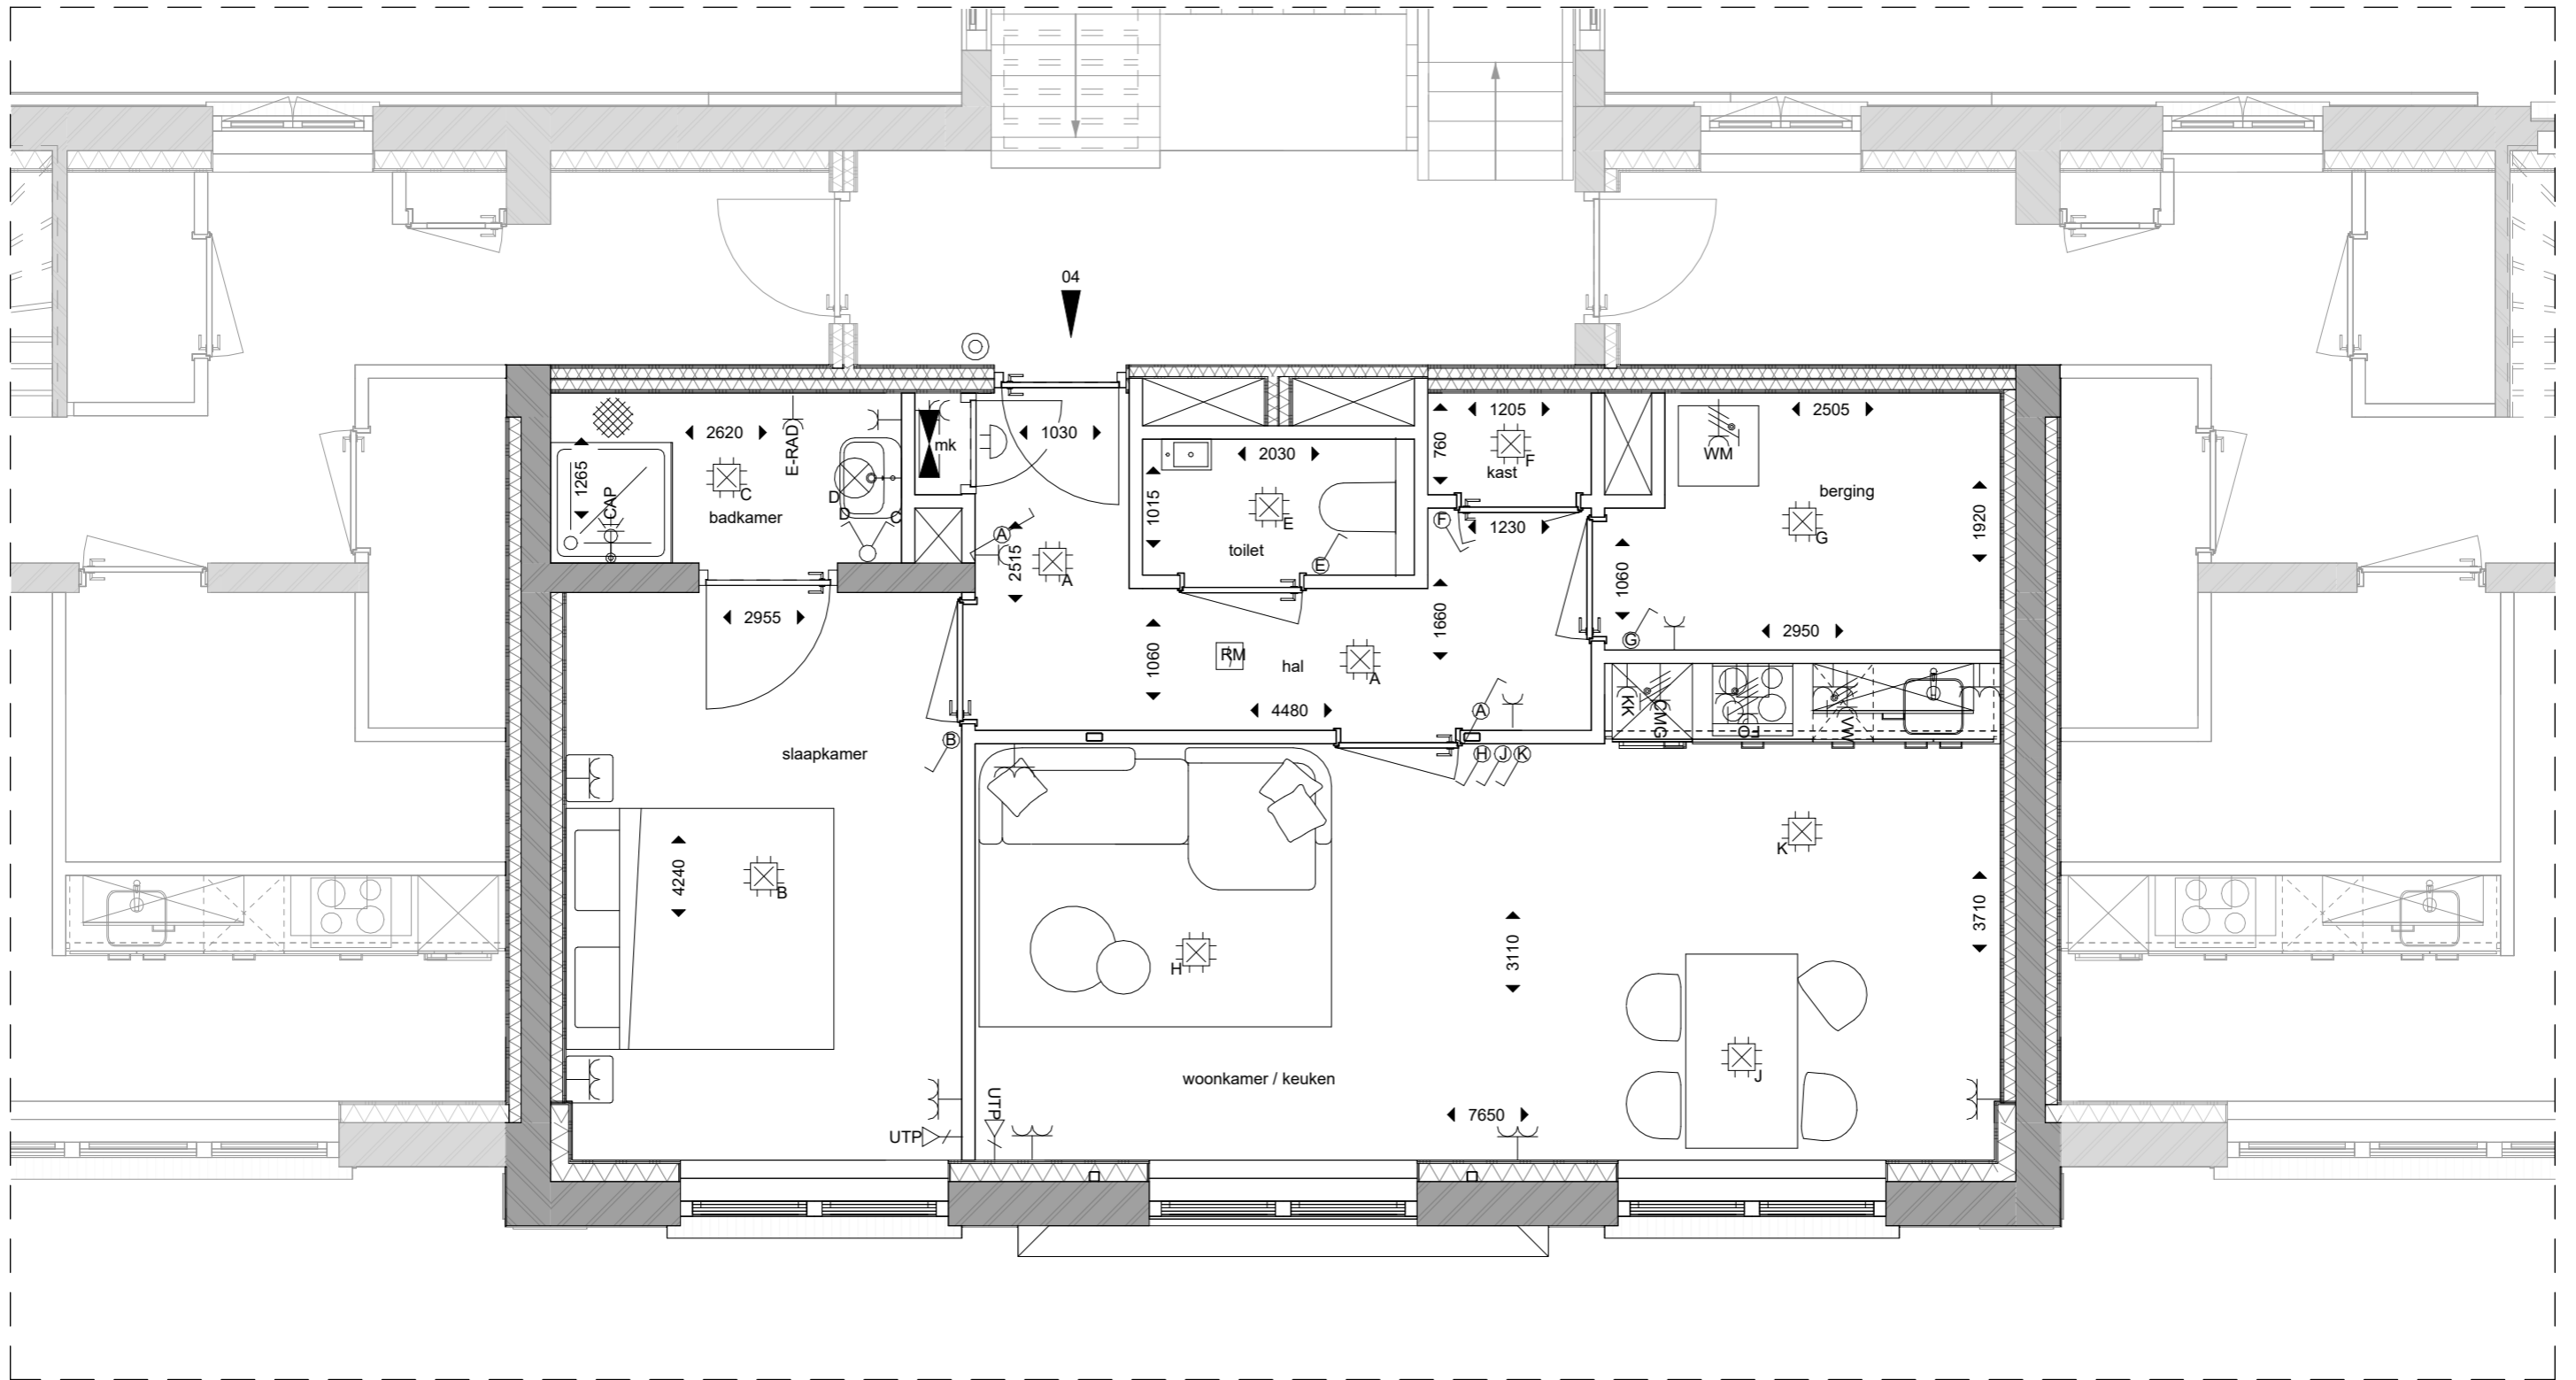 04
1205
2505
2620
E-RAD
mk
1030
2030
760
F
kast
WM
1265
CAP
C
D
D
C
badkamer
1015
E
toilet
F
1230
berging
G
1920
A
2515
A
E
1060
2955
1060
RM
hal
A
1660
G
2950
4480
A
KK
CMG
FO
VW
B
slaapkamer
H
J
K
K
4240
B
3710
3110
H
J
woonkamer / keuken
UTP
7650
UTP